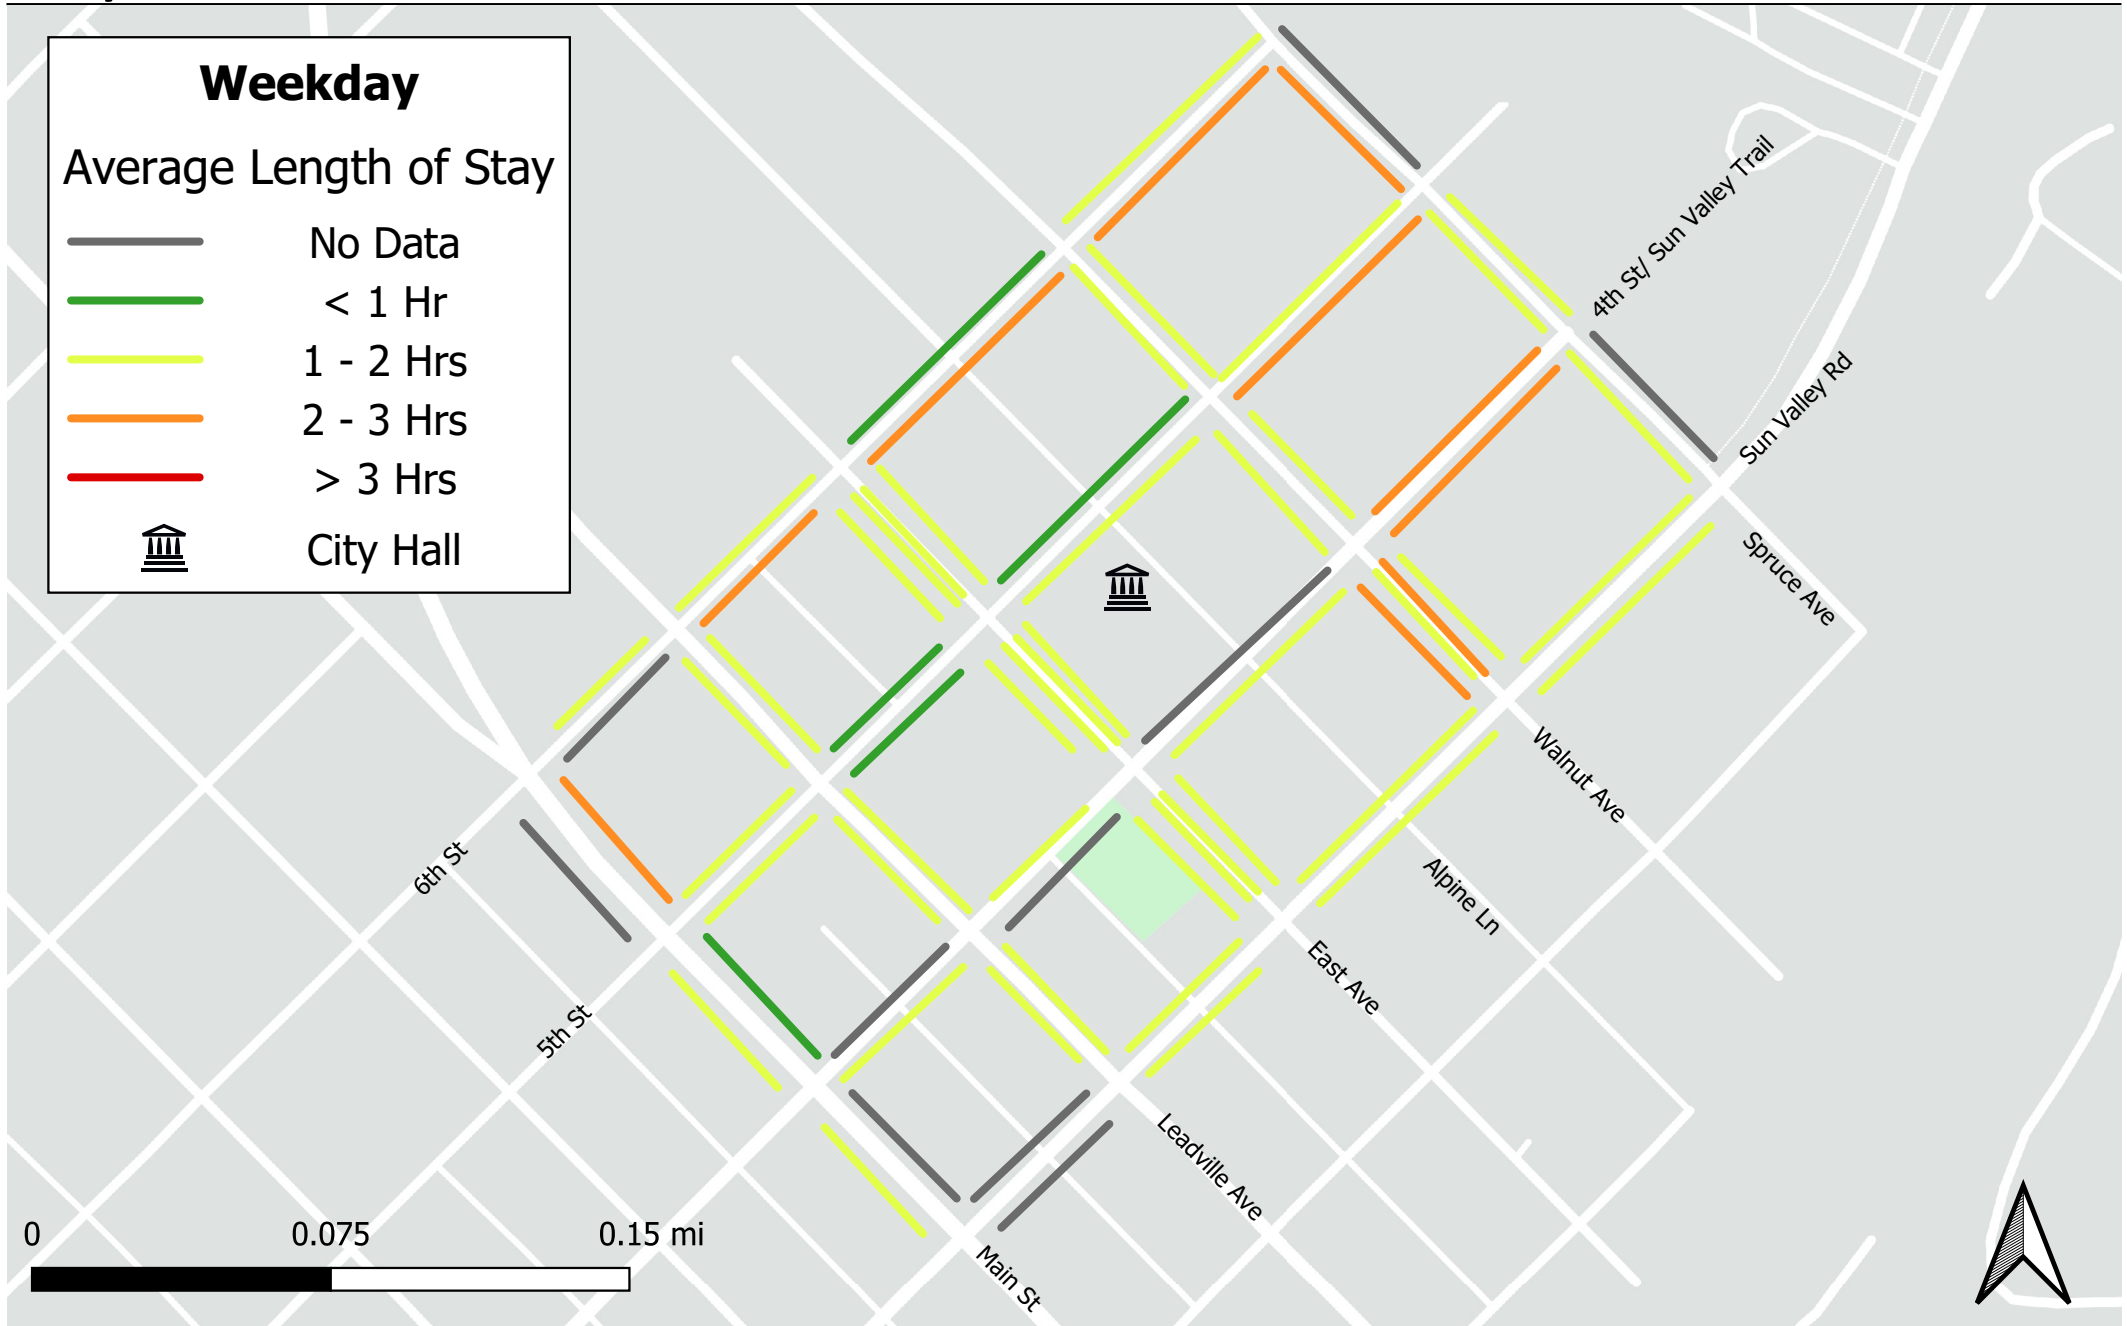 Weekday
Average Length of Stay
No Data
< 1 Hr
1 - 2 Hrs
2 - 3 Hrs
> 3 Hrs
City Hall
4th St/ Sun Valley Trail
Sun Valley Rd
Spruce Ave
Walnut Ave
Alpine Ln
East Ave
Leadville Ave
Main St
6th St
5th St
0 0.075 0.15 mi